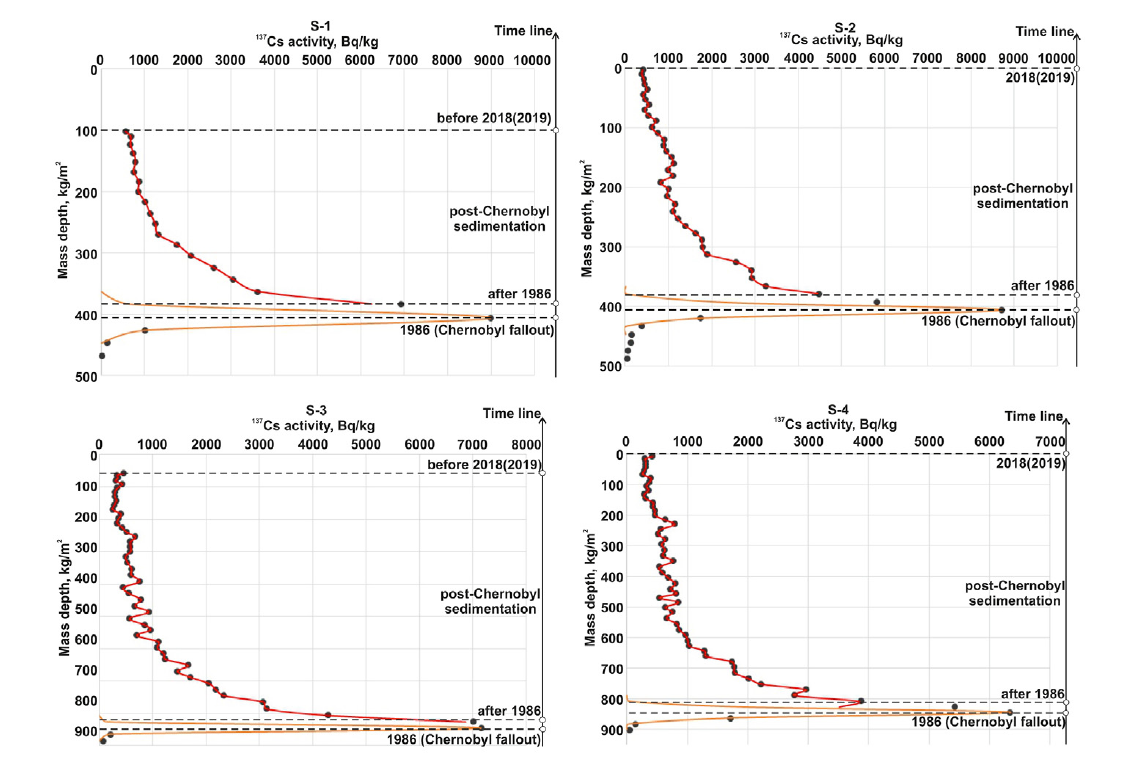 S-1
Time line
¹³⁷Cs activity, Bq/kg
0 1000 2000 3000 4000 5000 6000 7000 8000 9000 10000
0
before 2018(2019)
100
200
post-Chernobyl
sedimentation
Mass depth, kg/m²
300
after 1986
400
1986 (Chernobyl fallout)
500
S-2
Time line
¹³⁷Cs activity, Bq/kg
0 1000 2000 3000 4000 5000 6000 7000 8000 9000 10000
0
2018(2019)
100
200
post-Chernobyl
sedimentation
Mass depth, kg/m²
300
after 1986
400
1986 (Chernobyl fallout)
500
S-3
Time line
¹³⁷Cs activity, Bq/kg
0 1000 2000 3000 4000 5000 6000 7000 8000
0
before 2018(2019)
100
200
300
400
post-Chernobyl
sedimentation
Mass depth, kg/m²
500
600
700
800
after 1986
900
1986 (Chernobyl fallout)
S-4
Time line
¹³⁷Cs activity, Bq/kg
0 1000 2000 3000 4000 5000 6000 7000
0
2018(2019)
100
200
300
400
post-Chernobyl
sedimentation
Mass depth, kg/m²
500
600
700
after 1986
800
1986 (Chernobyl fallout)
900